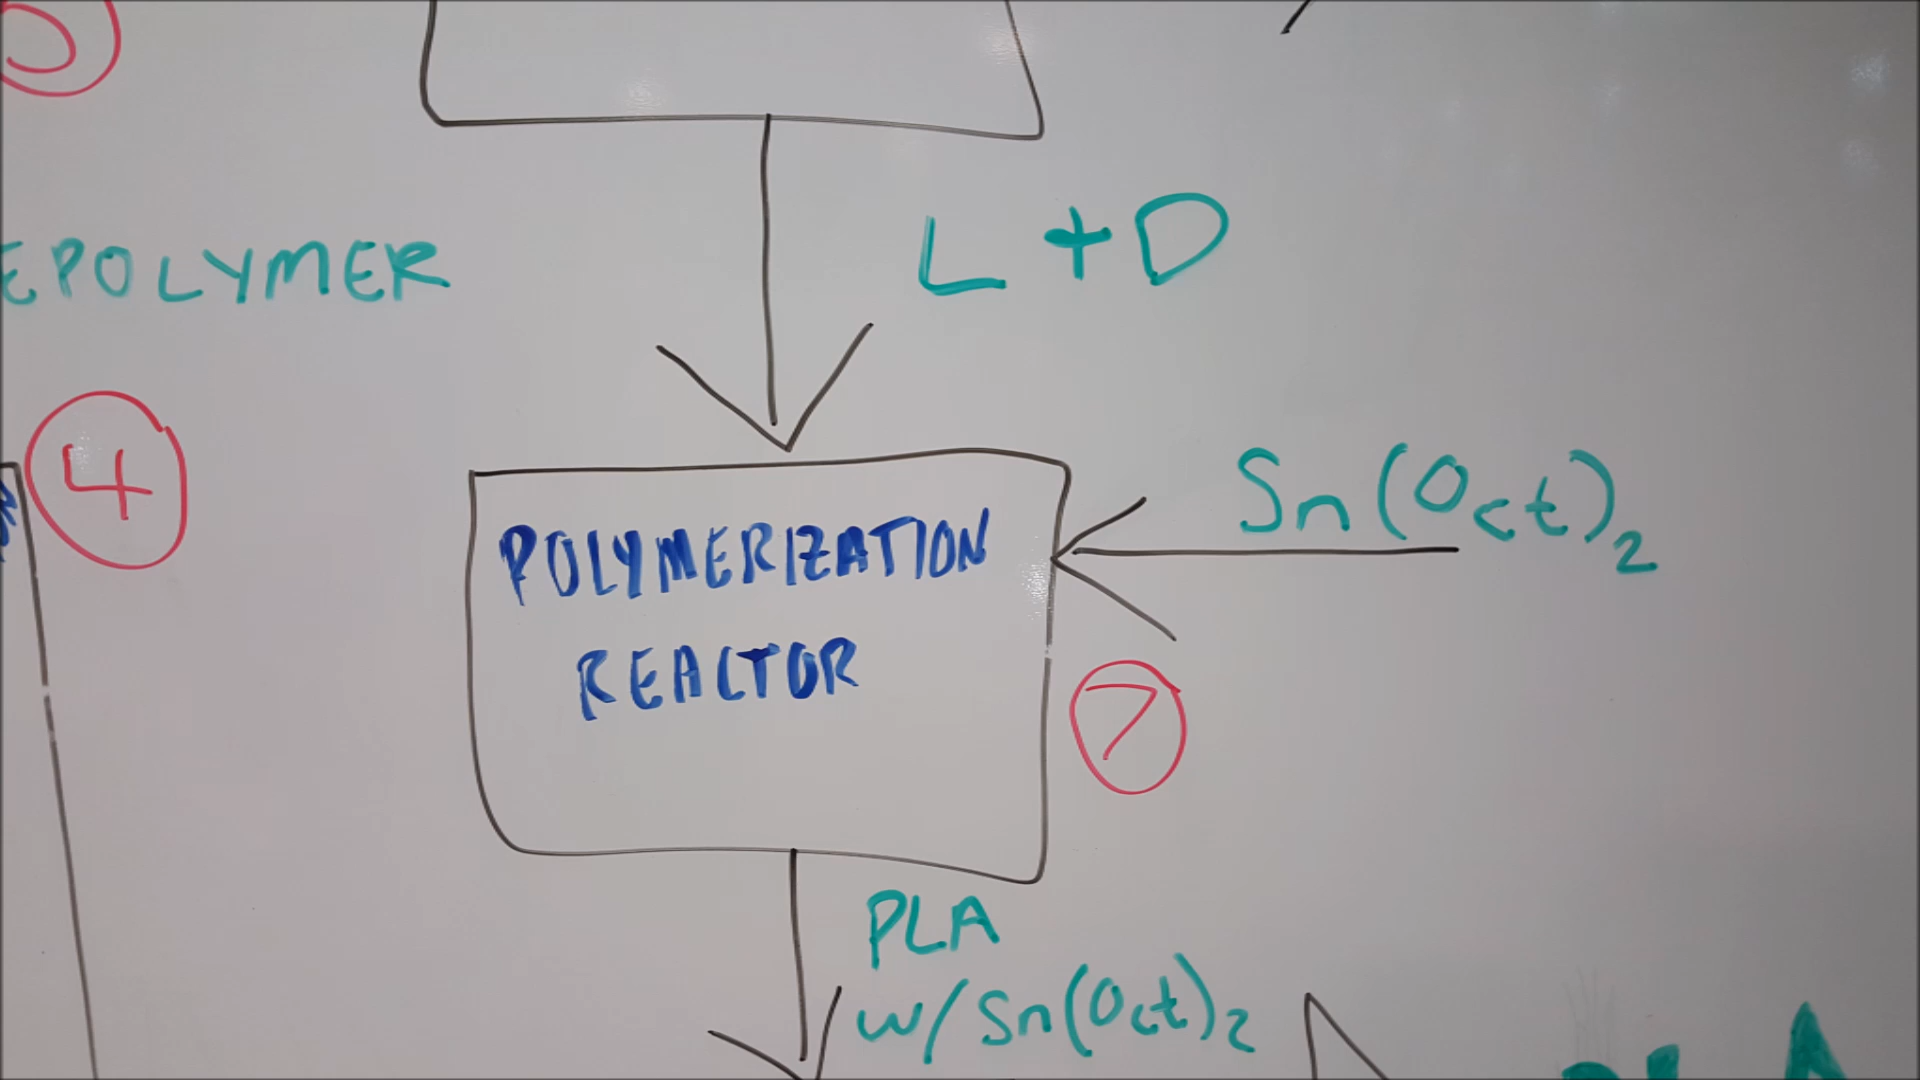 L + D
EPOLYMER
4
Sn(Oct)2
POLYMERIZATION
REACTOR
7
PLA
w/Sn(Oct)2